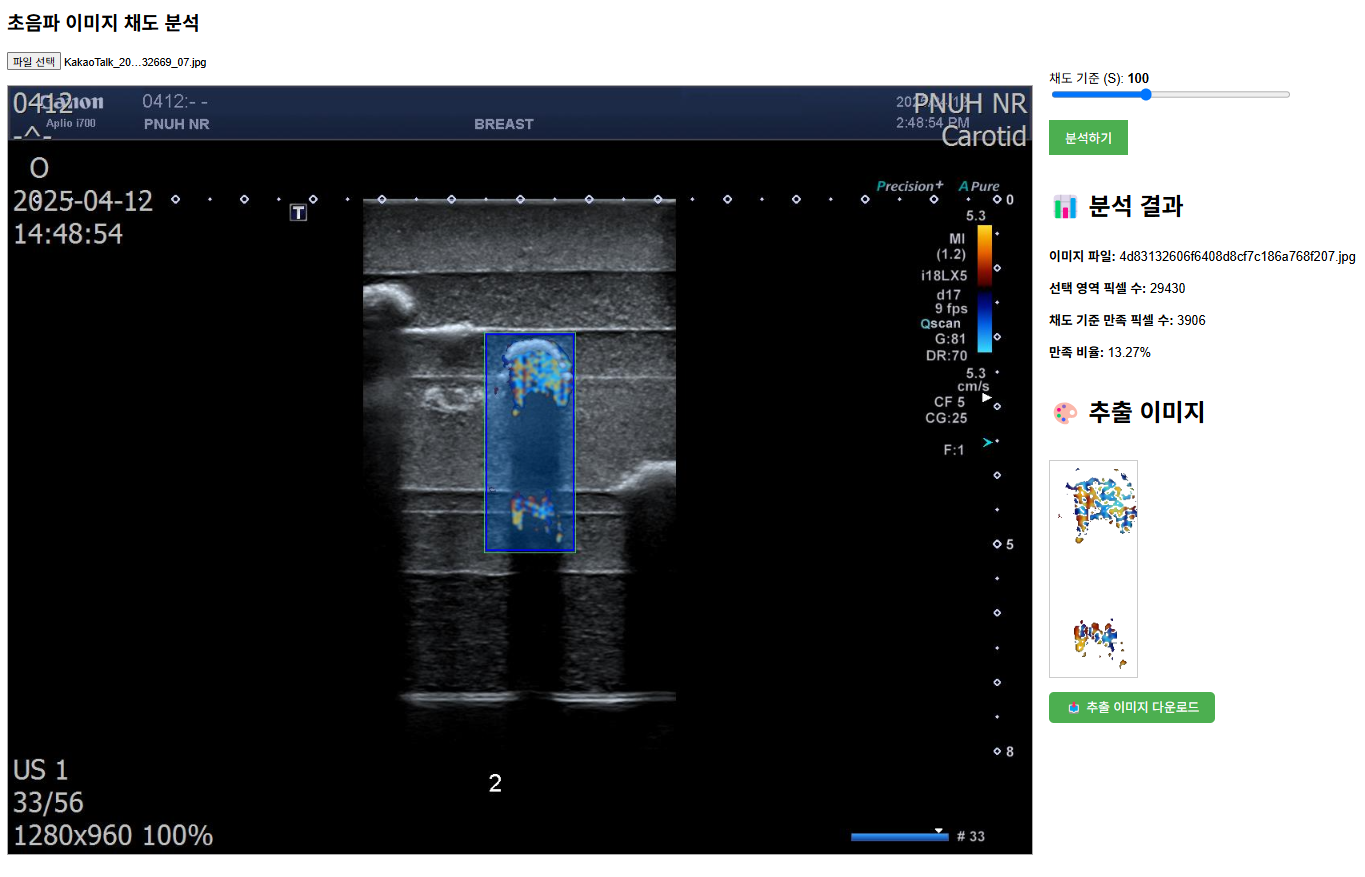 초음파 이미지 채도 분석
파일 선택 KakaoTalk_20...32669_07.jpg
0412
Canon
0412:- -
PNUH NR
Aplio i700
PNUH NR
BREAST
2:48:54 PM
-^-
Carotid
O
2025-04-12
14:48:54
T
Precision+ A Pure
0
5.3
MI
(1.2)
i18LX5
d17
9 fps
Qscan
G:81
DR:70
5.3
cm/s
CF 5
CG:25
F:1
5
8
US 1
33/56
1280x960 100%
2
# 33
채도 기준 (S): 100
분석하기
📊 분석 결과
이미지 파일: 4d83132606f6408d8cf7c186a768f207.jpg
선택 영역 픽셀 수: 29430
채도 기준 만족 픽셀 수: 3906
만족 비율: 13.27%
🎨 추출 이미지
추출 이미지 다운로드